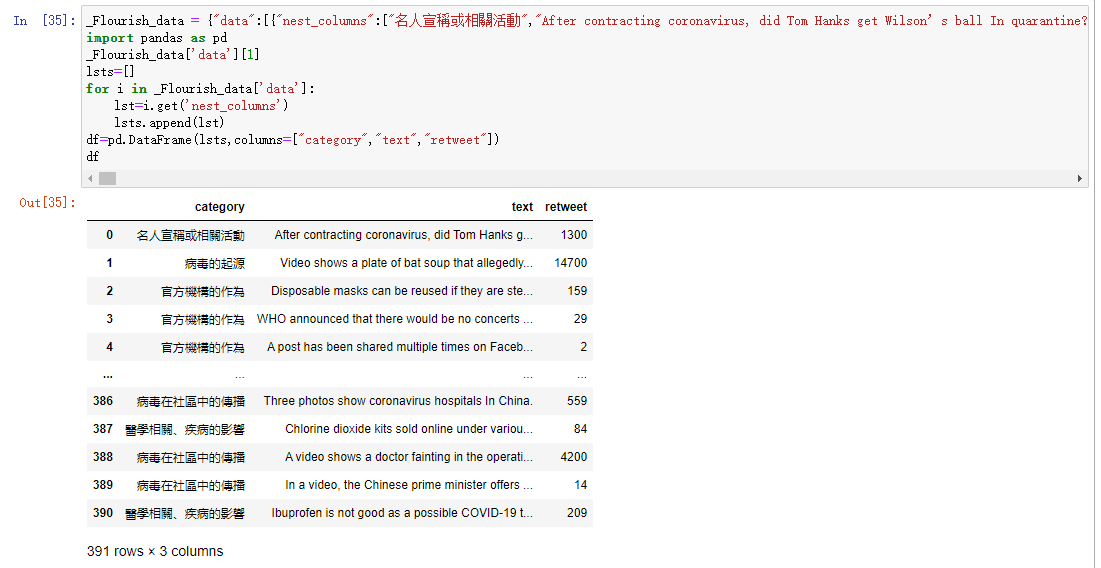 In [35]: _Flourish_data = {"data":[{"nest_columns":["名人宣稱或相關活動","After contracting coronavirus, did Tom Hanks get Wilson’s ball In quarantine?
import pandas as pd
_Flourish_data['data'][1]
lsts=[]
for i in _Flourish_data['data']:
    lst=i.get('nest_columns')
    lsts.append(lst)
df=pd.DataFrame(lsts,columns=["category","text","retweet"])
df
Out[35]:
category text retweet
0 名人宣稱或相關活動 After contracting coronavirus, did Tom Hanks g... 1300
1 病毒的起源 Video shows a plate of bat soup that allegedly... 14700
2 官方機構的作為 Disposable masks can be reused if they are ste... 159
3 官方機構的作為 WHO announced that there would be no concerts ... 29
4 官方機構的作為 A post has been shared multiple times on Faceb... 2
... ... ... ...
386 病毒在社區中的傳播 Three photos show coronavirus hospitals In China. 559
387 醫學相關、疾病的影響 Chlorine dioxide kits sold online under variou... 84
388 病毒在社區中的傳播 A video shows a doctor fainting in the operati... 4200
389 病毒在社區中的傳播 In a video, the Chinese prime minister offers ... 14
390 醫學相關、疾病的影響 Ibuprofen is not good as a possible COVID-19 t... 209
391 rows × 3 columns